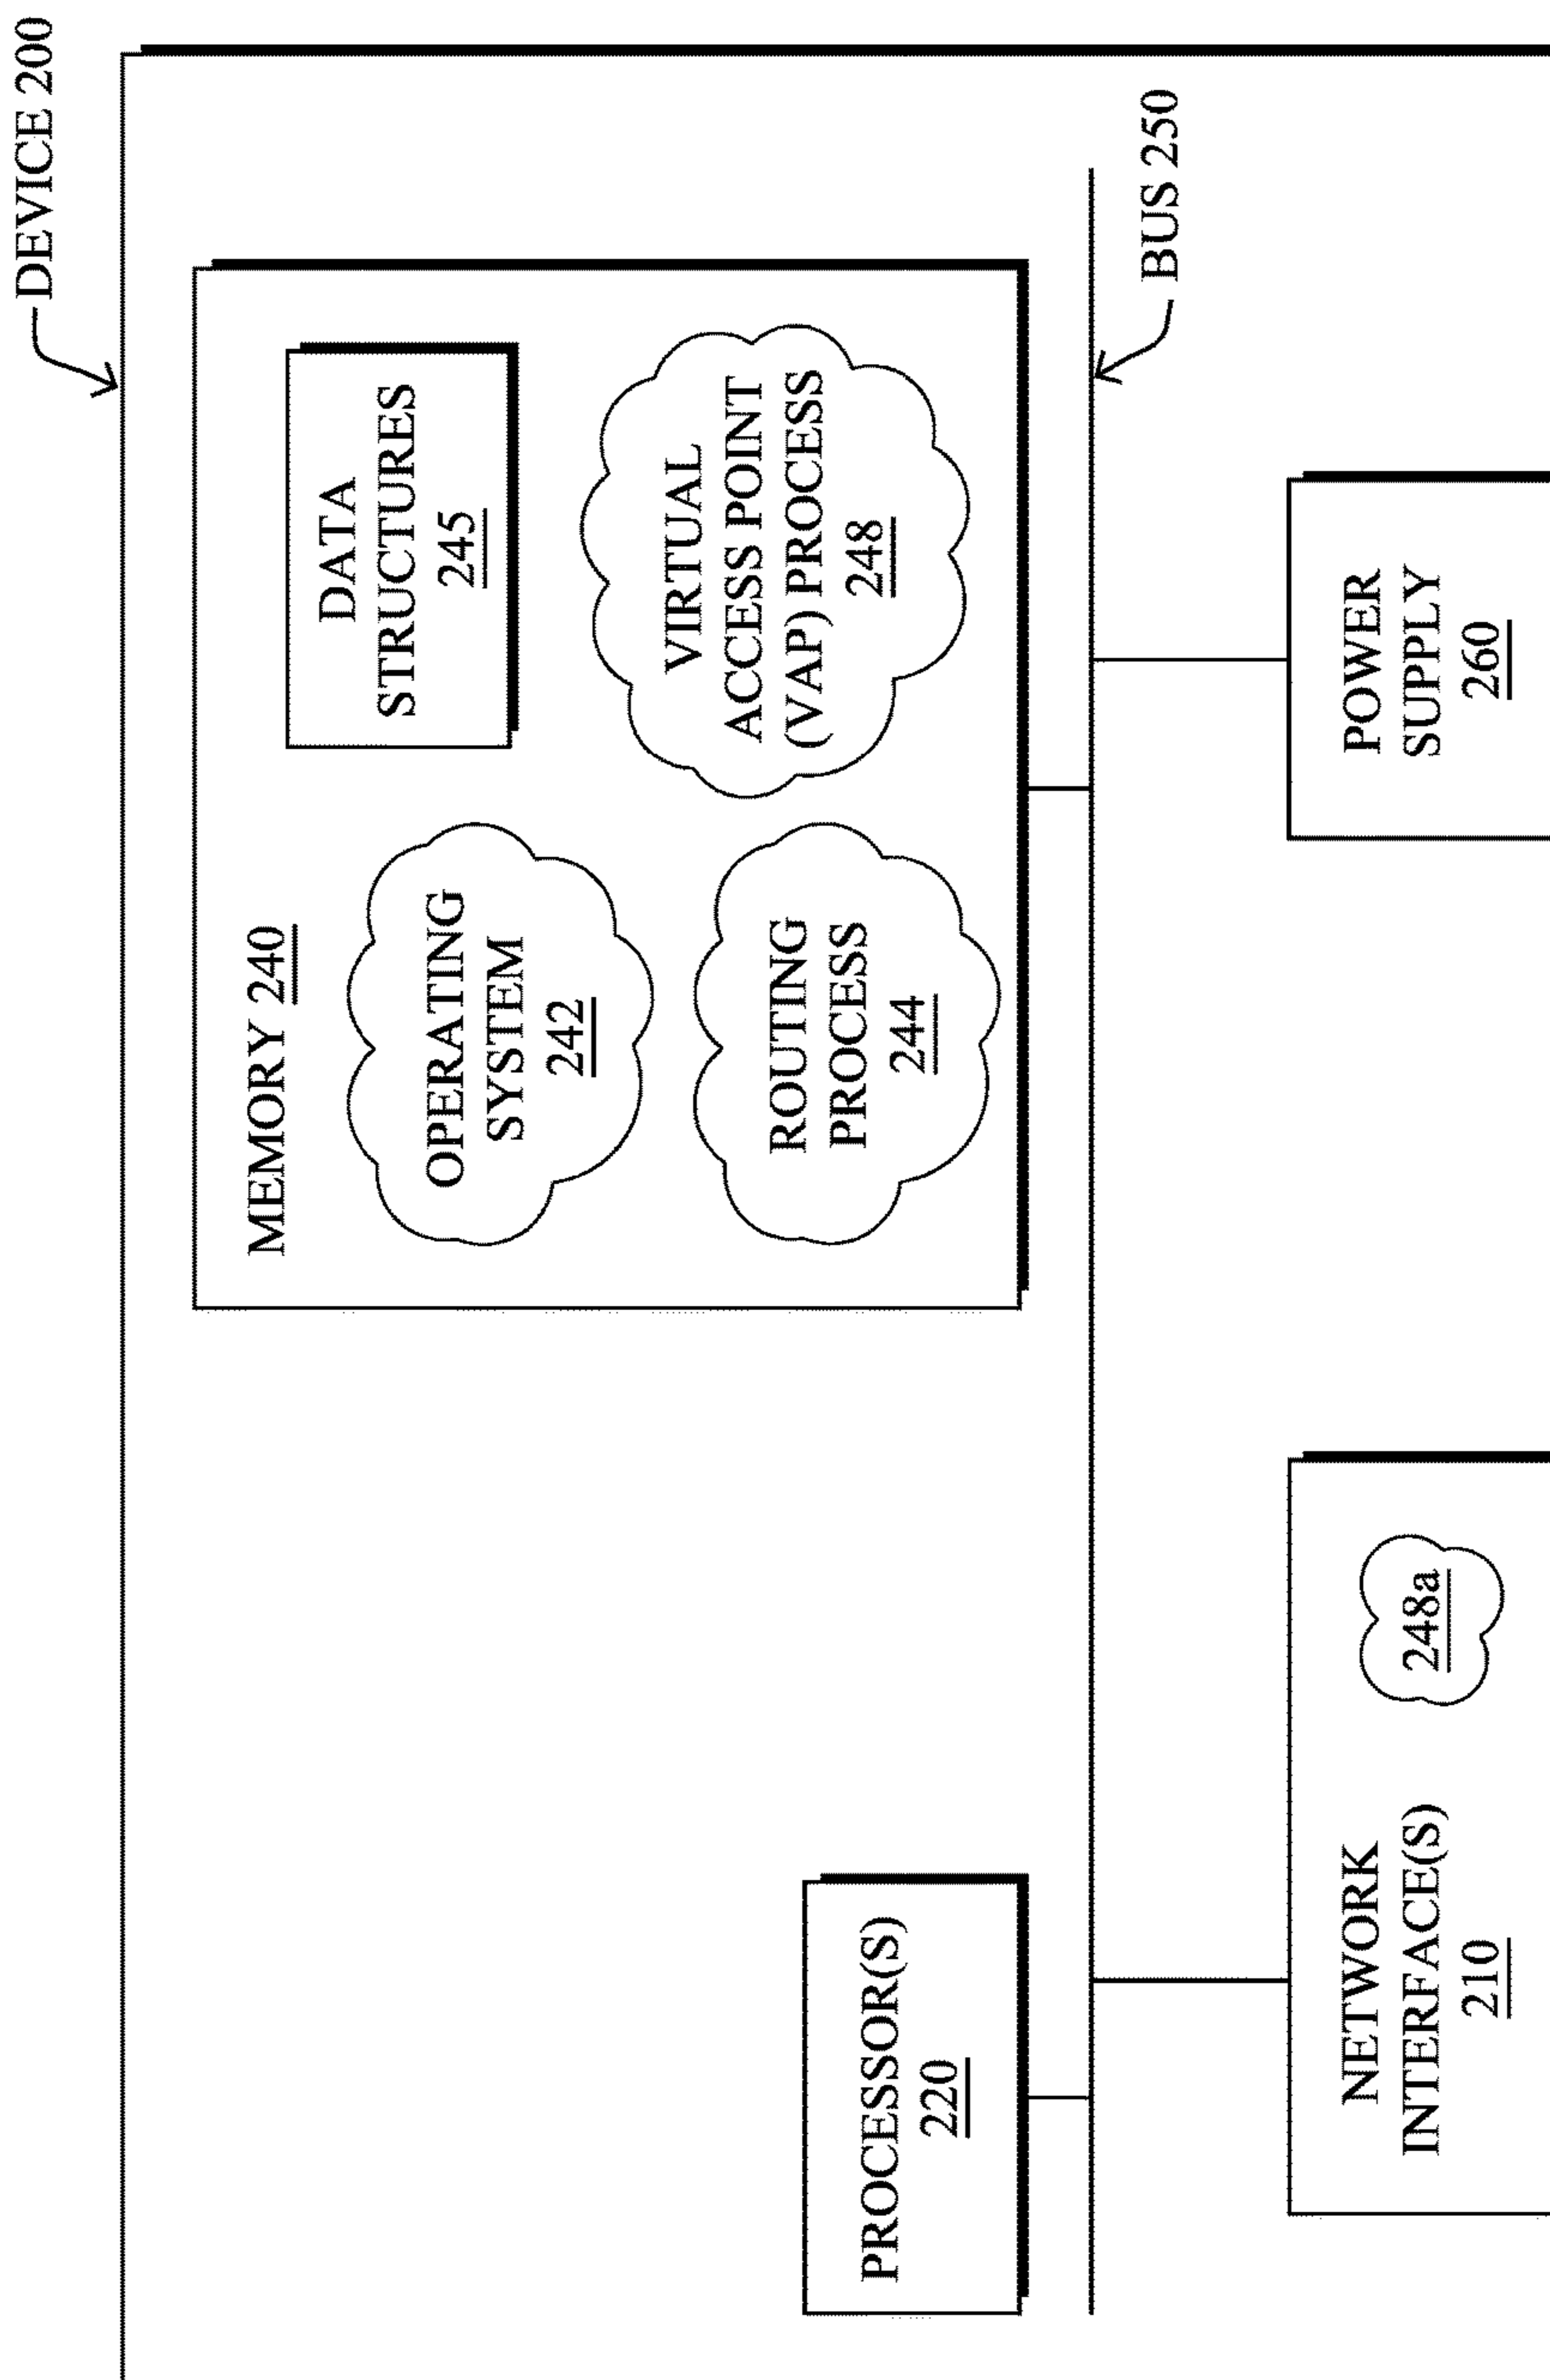 DEVICE 200
MEMORY 240
OPERATING
SYSTEM
242
DATA
STRUCTURES
245
ROUTING
PROCESS
244
VIRTUAL
ACCESS POINT
(VAP) PROCESS
248
PROCESSOR(S)
220
BUS 250
NETWORK
INTERFACE(S)
210
248a
POWER
SUPPLY
260